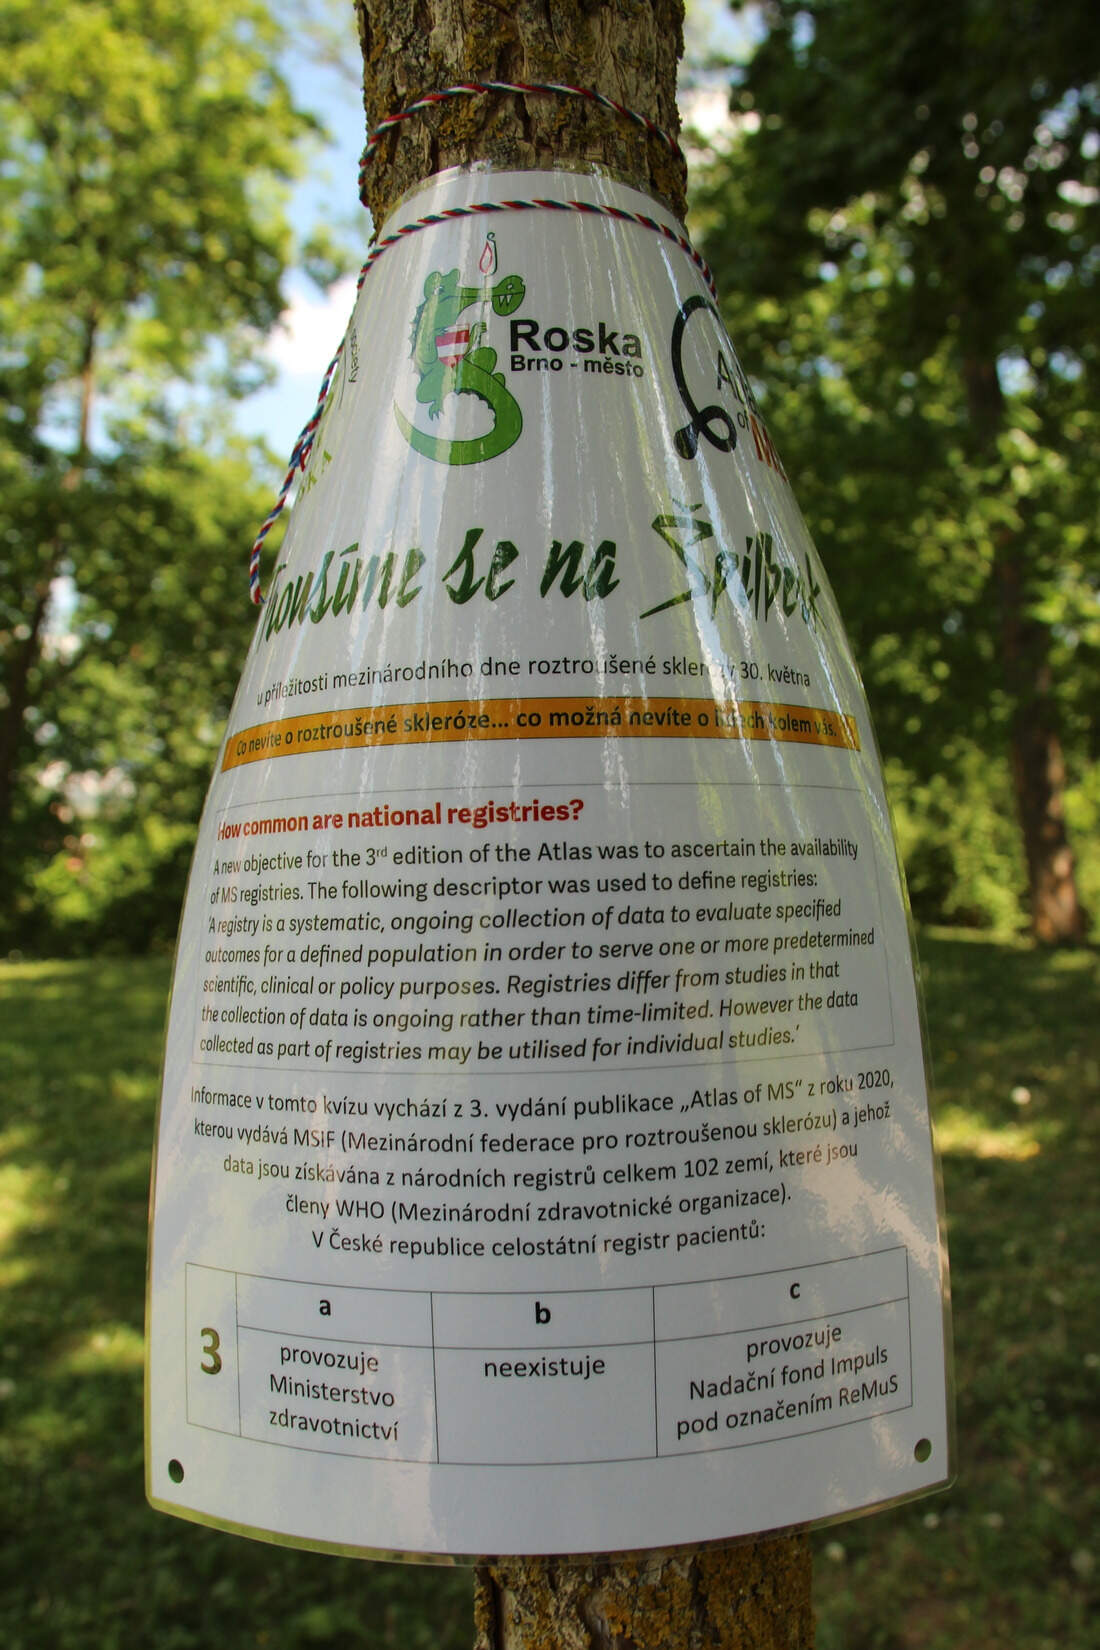 Roska
Brno - město
of
se na
u příležitosti mezinárodního dne roztroušené sklerózy 30. května
Co nevíte o roztroušené skleróze... co možná nevíte o lidech kolem vás.
How common are national registries?
A new objective for the 3rd edition of the Atlas was to ascertain the availability
of MS registries. The following descriptor was used to define registries:
'A registry is a systematic, ongoing collection of data to evaluate specified
outcomes for a defined population in order to serve one or more predetermined
scientific, clinical or policy purposes. Registries differ from studies in that
the collection of data is ongoing rather than time-limited. However the data
collected as part of registries may be utilised for individual studies.'
Informace v tomto kvízu vychází z 3. vydání publikace „Atlas of MS“ z roku 2020,
kterou vydává MSIF (Mezinárodní federace pro roztroušenou sklerózu) a jehož
data jsou získávána z národních registrů celkem 102 zemí, které jsou
členy WHO (Mezinárodní zdravotnické organizace).
V České republice celostátní registr pacientů:
3
a
provozuje
Ministerstvo
zdravotnictví
b
neexistuje
c
provozuje
Nadační fond Impuls
pod označením ReMuS